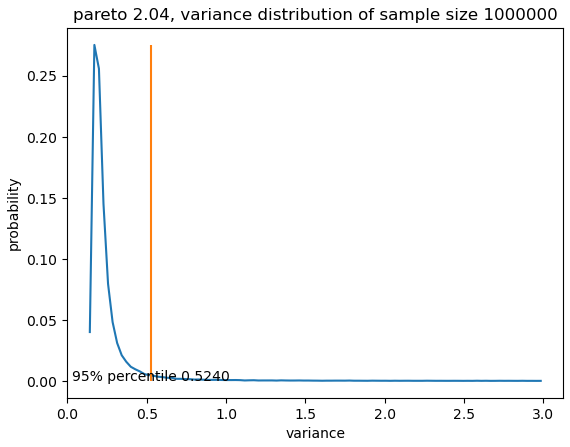 pareto 2.04, variance distribution of sample size 1000000
probability
0.25
0.20
0.15
0.10
0.05
0.00
95% percentile 0.5240
0.0 0.5 1.0 1.5 2.0 2.5 3.0
variance